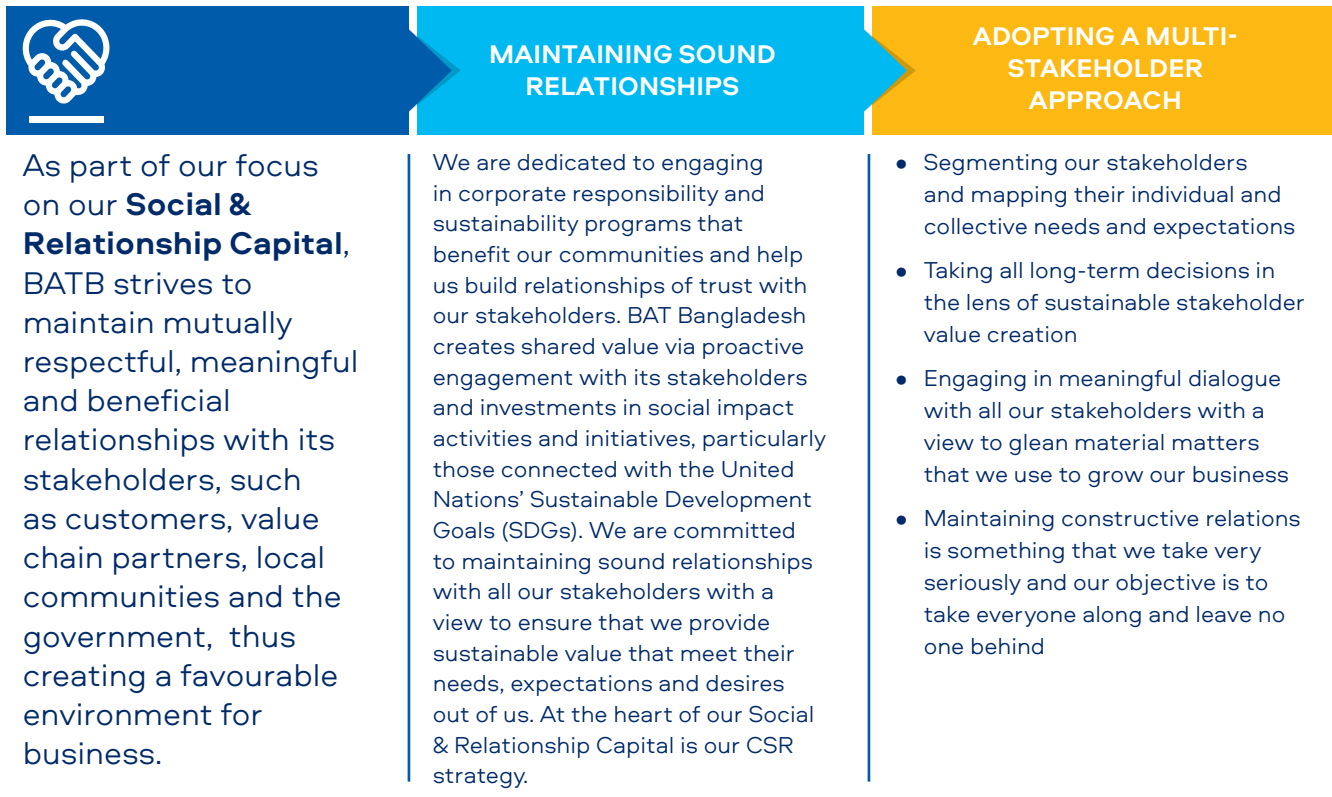 As part of our focus
on our Social &
Relationship Capital,
BATB strives to
maintain mutually
respectful, meaningful
and beneficial
relationships with its
stakeholders, such
as customers, value
chain partners, local
communities and the
government, thus
creating a favourable
environment for
business.
MAINTAINING SOUND
RELATIONSHIPS
We are dedicated to engaging
in corporate responsibility and
sustainability programs that
benefit our communities and help
us build relationships of trust with
our stakeholders. BAT Bangladesh
creates shared value via proactive
engagement with its stakeholders
and investments in social impact
activities and initiatives, particularly
those connected with the United
Nations’ Sustainable Development
Goals (SDGs). We are committed
to maintaining sound relationships
with all our stakeholders with a
view to ensure that we provide
sustainable value that meet their
needs, expectations and desires
out of us. At the heart of our Social
& Relationship Capital is our CSR
strategy.
ADOPTING A MULTI-
STAKEHOLDER
APPROACH
● Segmenting our stakeholders
and mapping their individual and
collective needs and expectations
● Taking all long-term decisions in
the lens of sustainable stakeholder
value creation
● Engaging in meaningful dialogue
with all our stakeholders with a
view to glean material matters
that we use to grow our business
● Maintaining constructive relations
is something that we take very
seriously and our objective is to
take everyone along and leave no
one behind